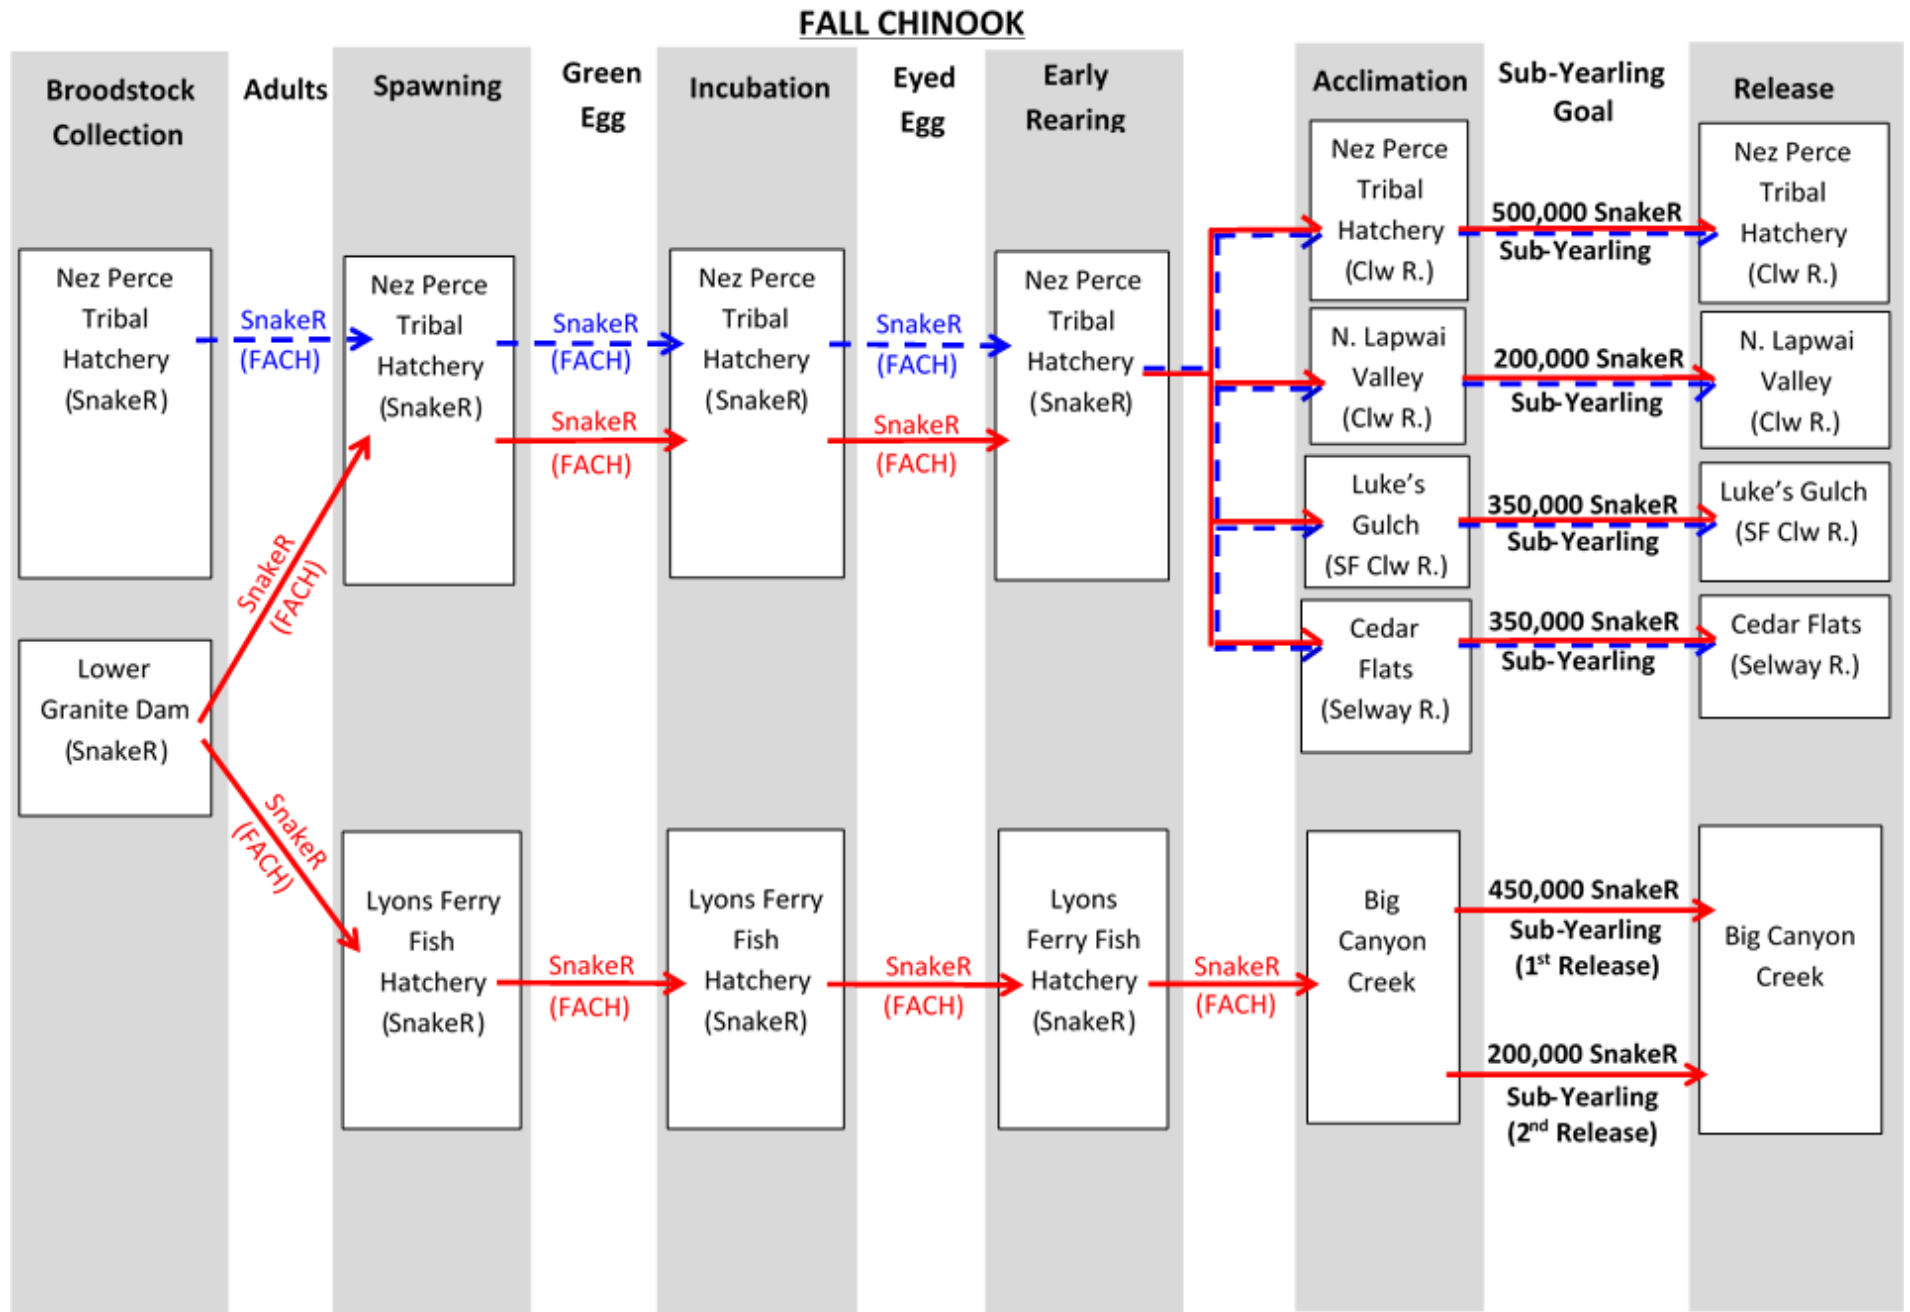 FALL CHINOOK
Broodstock
Collection
Adults
Spawning
Green
Egg
Incubation
Eyed
Egg
Early
Rearing
Acclimation
Sub-Yearling
Goal
Release
Nez Perce
Tribal
Hatchery
(SnakeR)
SnakeR
(FACH)
Nez Perce
Tribal
Hatchery
(SnakeR)
SnakeR
(FACH)
SnakeR
(FACH)
Nez Perce
Tribal
Hatchery
(SnakeR)
SnakeR
(FACH)
SnakeR
(FACH)
Nez Perce
Tribal
Hatchery
(SnakeR)
Nez Perce
Tribal
Hatchery
(Clw R.)
500,000 SnakeR
Sub-Yearling
Nez Perce
Tribal
Hatchery
(Clw R.)
N. Lapwai
Valley
(Clw R.)
200,000 SnakeR
Sub-Yearling
N. Lapwai
Valley
(Clw R.)
Luke's
Gulch
(SF Clw R.)
350,000 SnakeR
Sub-Yearling
Luke's Gulch
(SF Clw R.)
Cedar
Flats
(Selway R.)
350,000 SnakeR
Sub-Yearling
Cedar Flats
(Selway R.)
Lower
Granite Dam
(SnakeR)
SnakeR
(FACH)
SnakeR
(FACH)
Lyons Ferry
Fish
Hatchery
(SnakeR)
SnakeR
(FACH)
Lyons Ferry
Fish
Hatchery
(SnakeR)
SnakeR
(FACH)
Lyons
Ferry Fish
Hatchery
(SnakeR)
SnakeR
(FACH)
Big
Canyon
Creek
450,000 SnakeR
Sub-Yearling
(1st Release)
200,000 SnakeR
Sub-Yearling
(2nd Release)
Big Canyon
Creek